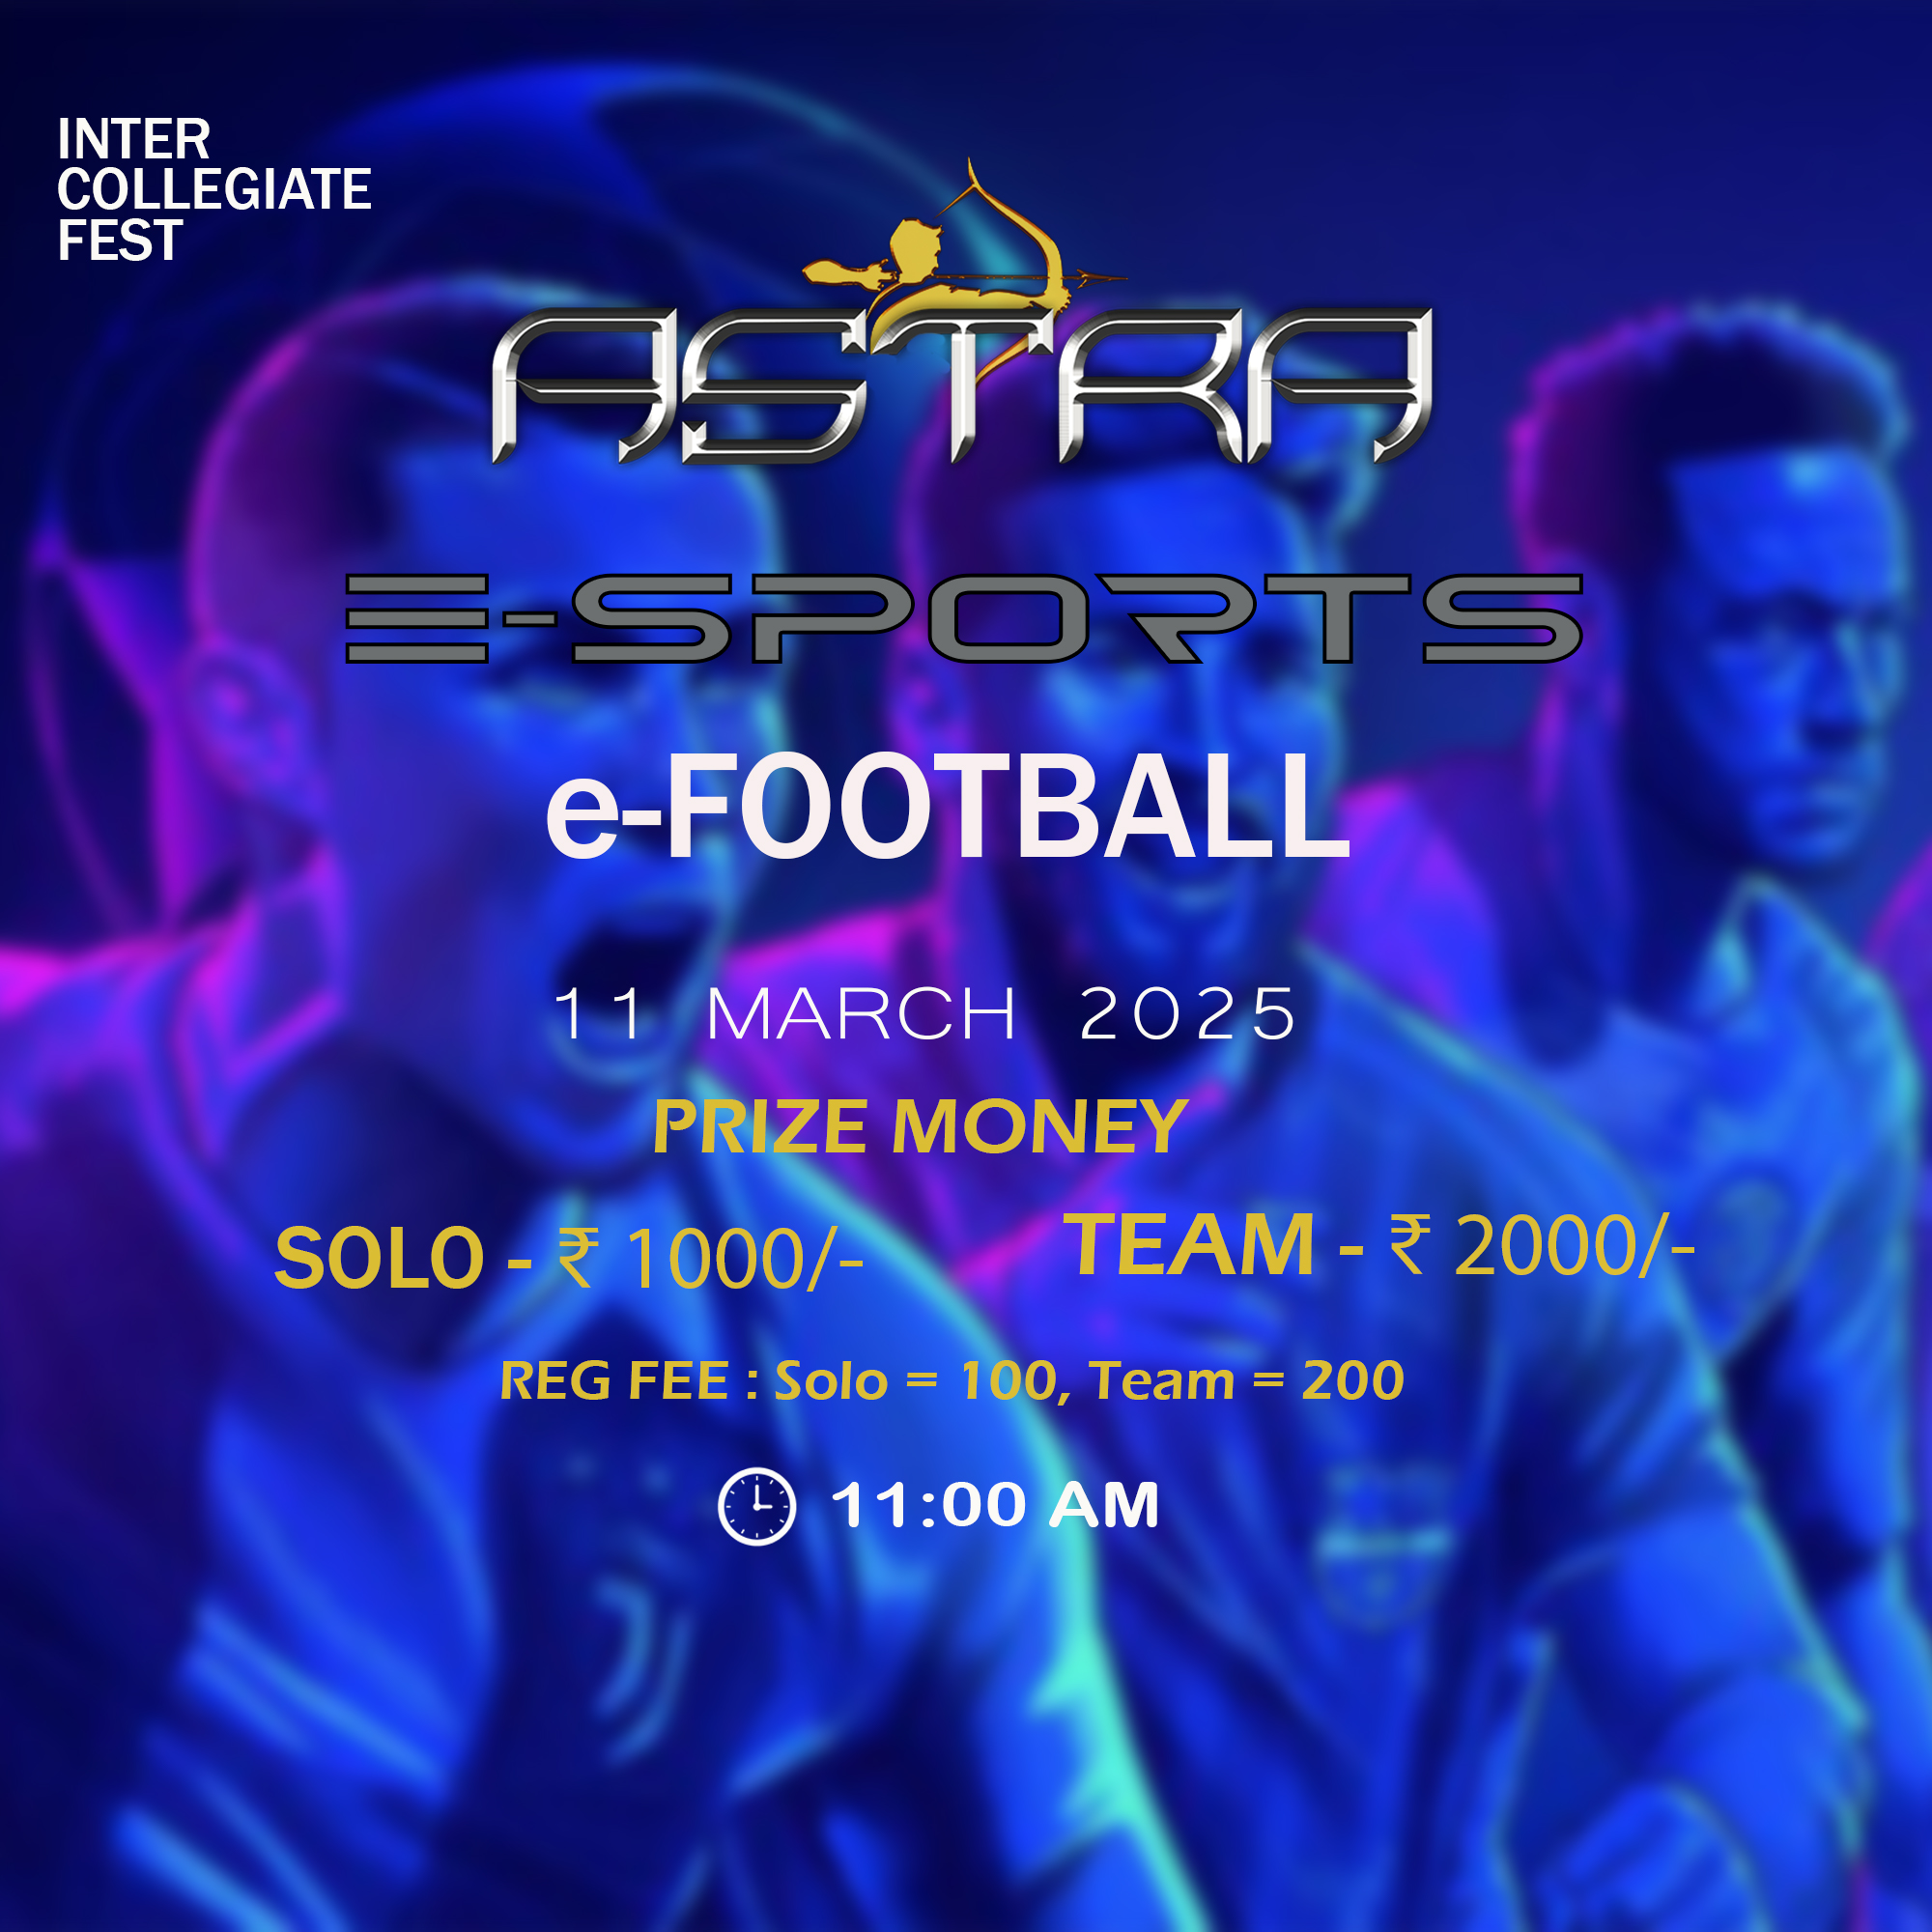 INTER
COLLEGIATE
FEST
ASTRA
E-SPORTS
e-FOOTBALL
11 MARCH 2025
PRIZE MONEY
SOLO - ₹ 1000/-
TEAM - ₹ 2000/-
REG FEE : Solo = 100, Team = 200
11:00 AM